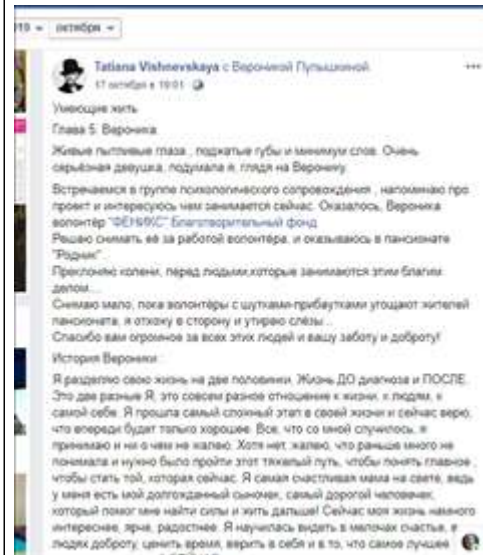 019
октября
Tatiana Vishnevskaya с Вероникой Пупышкиной.
17 октября в 19:01
Умеющие жить
Глава 5. Вероника.
Живые пытливые глаза , поджатые губы и минимум слов. Очень
серьёзная девушка, подумала я, глядя на Веронику.
Встречаемся в группе психологического сопровождения , напоминаю про
проект и интересуюсь чем занимается сейчас. Оказалось, Вероника
волонтёр "ФЕНИКС" Благотворительный фонд
Решаю снимать её за работой волонтёра, и оказываюсь в пансионате
"Родник" .
Преклоняю колени, перед людьми,которые занимаются этим благим
делом....
Снимаю мало, пока волонтёры с шутками-прибаутками угощают жителей
пансионата, я отхожу в сторону и утираю слёзы...
Спасибо вам огромное за всех этих людей и вашу заботу и доброту!
История Вероники :
Я разделяю свою жизнь на две половинки. Жизнь ДО диагноза и ПОСЛЕ.
Это две разные Я, это совсем разное отношение к жизни, к людям, к
самой себе. Я прошла самый сложный этап в своей жизни и сейчас верю,
что впереди будет только хорошее. Все, что со мной случилось, я
принимаю и ни о чем не жалею. Хотя нет, жалею, что раньше много не
понимала и нужно было пройти этот тяжелый путь, чтобы понять главное ,
чтобы стать той, которая сейчас. Я самая счастливая мама на свете, ведь
у меня есть мой долгожданный сыночек, самый дорогой человечек,
который помог мне найти силы и жить дальше! Сейчас моя жизнь намного
интереснее, ярче, радостнее. Я научилась видеть в мелочах счастье, в
людях доброту, ценить время, верить в себя и в то, что самое лучшее